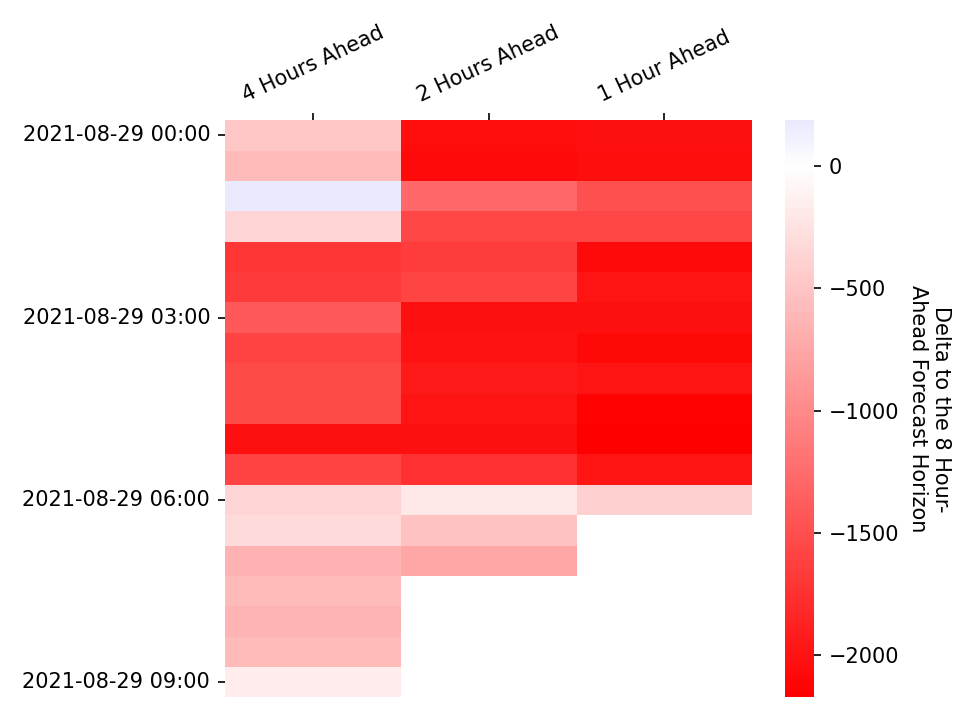 4 Hours Ahead
2 Hours Ahead
1 Hour Ahead
2021-08-29 00:00
2021-08-29 03:00
2021-08-29 06:00
2021-08-29 09:00
0
−500
−1000
−1500
−2000
Delta to the 8 Hour-
Ahead Forecast Horizon